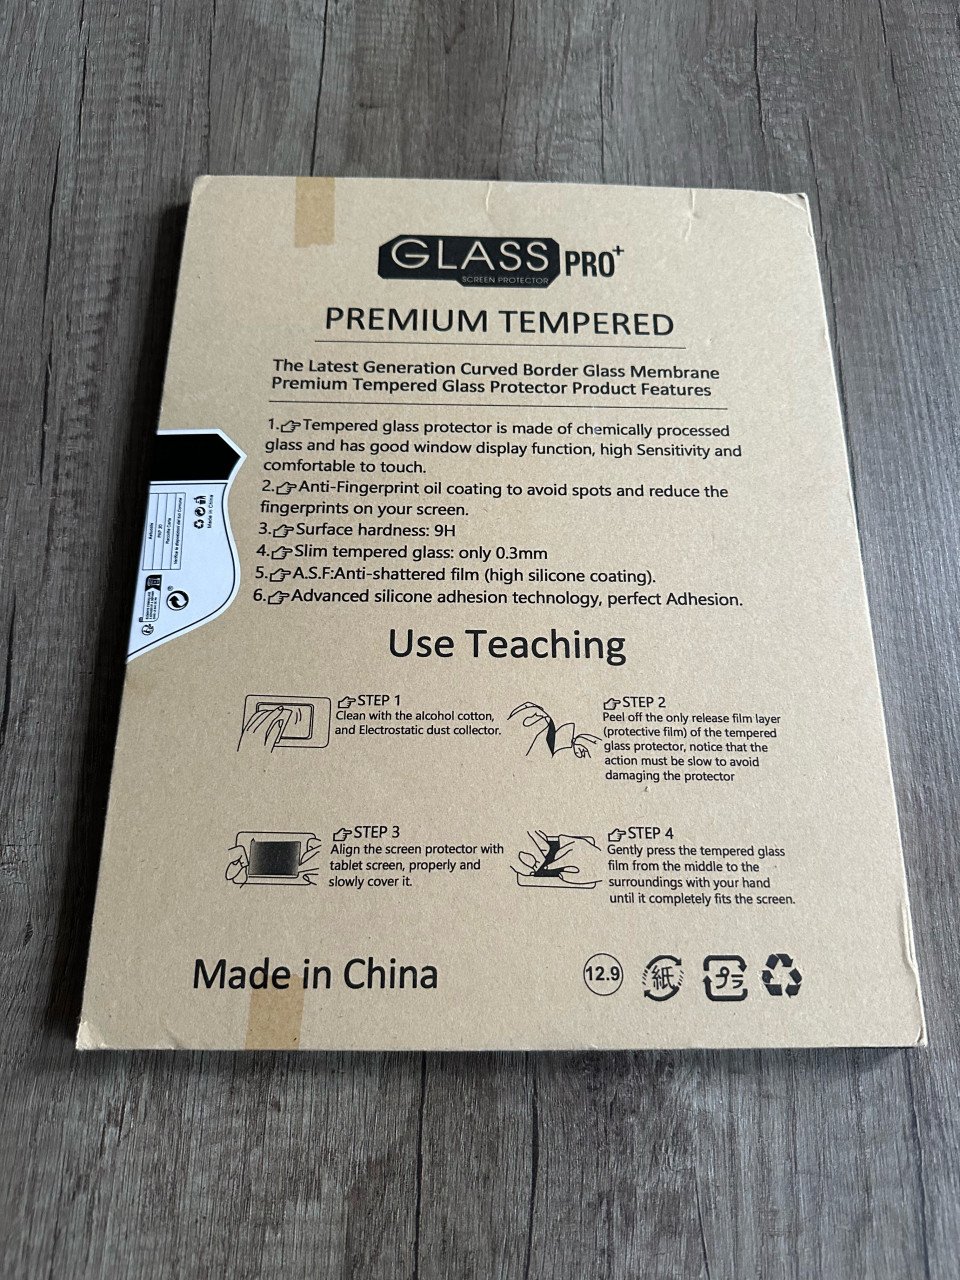 GLASS PRO+
SCREEN PROTECTOR
PREMIUM TEMPERED
The Latest Generation Curved Border Glass Membrane
Premium Tempered Glass Protector Product Features
1.Tempered glass protector is made of chemically processed
glass and has good window display function, high Sensitivity and
comfortable to touch.
2.Anti-Fingerprint oil coating to avoid spots and reduce the
fingerprints on your screen.
3.Surface hardness: 9H
4.Slim tempered glass: only 0.3mm
5.A.S.F:Anti-shattered film (high silicone coating).
6.Advanced silicone adhesion technology, perfect Adhesion.
Made in China
Use Teaching
STEP 1
Clean with the alcohol cotton,
and Electrostatic dust collector.
STEP 2
Peel off the only release film layer
(protective film) of the tempered
glass protector, notice that the
action must be slow to avoid
damaging the protector
STEP 3
Align the screen protector with
tablet screen, properly and
slowly cover it.
STEP 4
Gently press the tempered glass
film from the middle to the
surroundings with your hand
until it completely fits the screen.
Made in China
12.9
紙
プラ